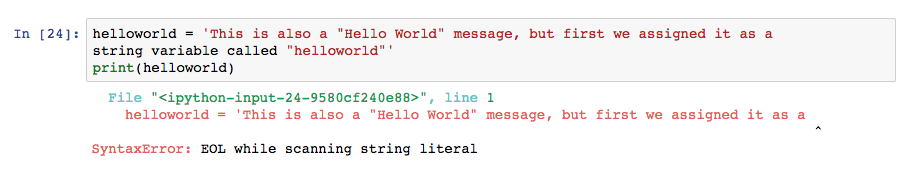 In [24]: helloworld = 'This is also a "Hello World" message, but first we assigned it as a
string variable called "helloworld"'
print(helloworld)
File "<ipython-input-24-9580cf240e88>", line 1
helloworld = 'This is also a "Hello World" message, but first we assigned it as a
^
SyntaxError: EOL while scanning string literal